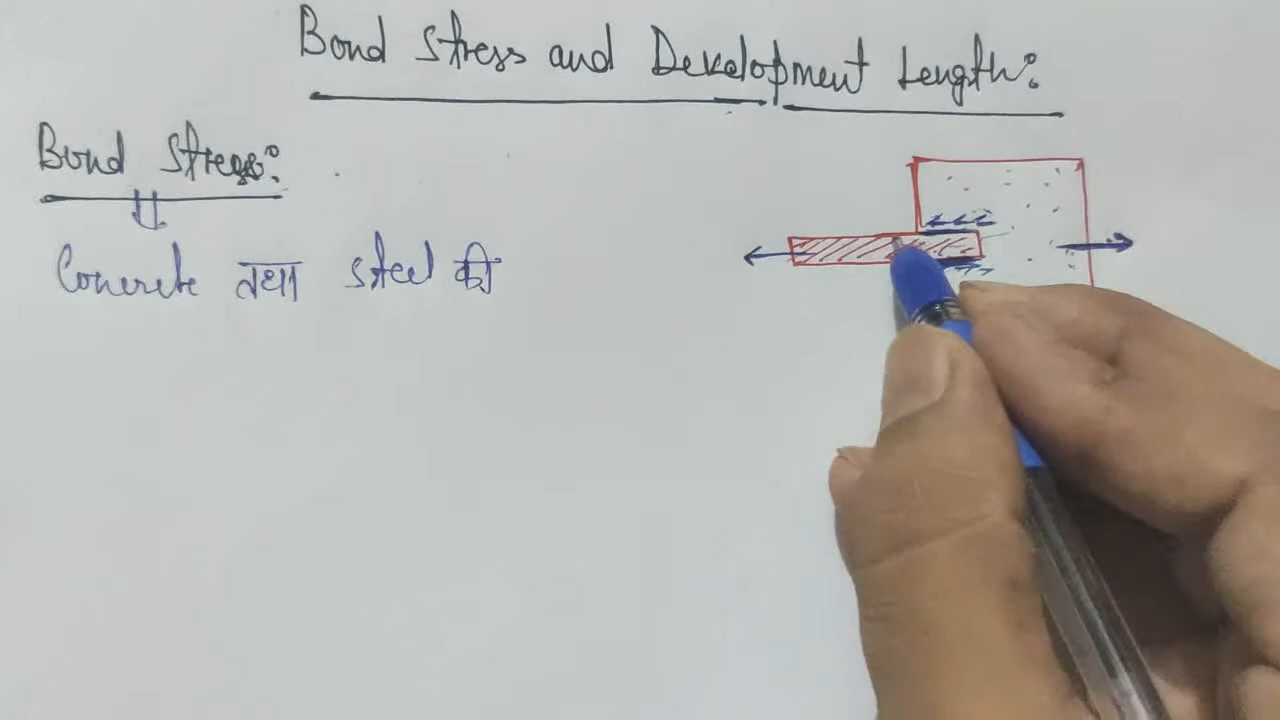 Bond Stress and Development Length:
Bond Stress:
Concrete तथा steel की